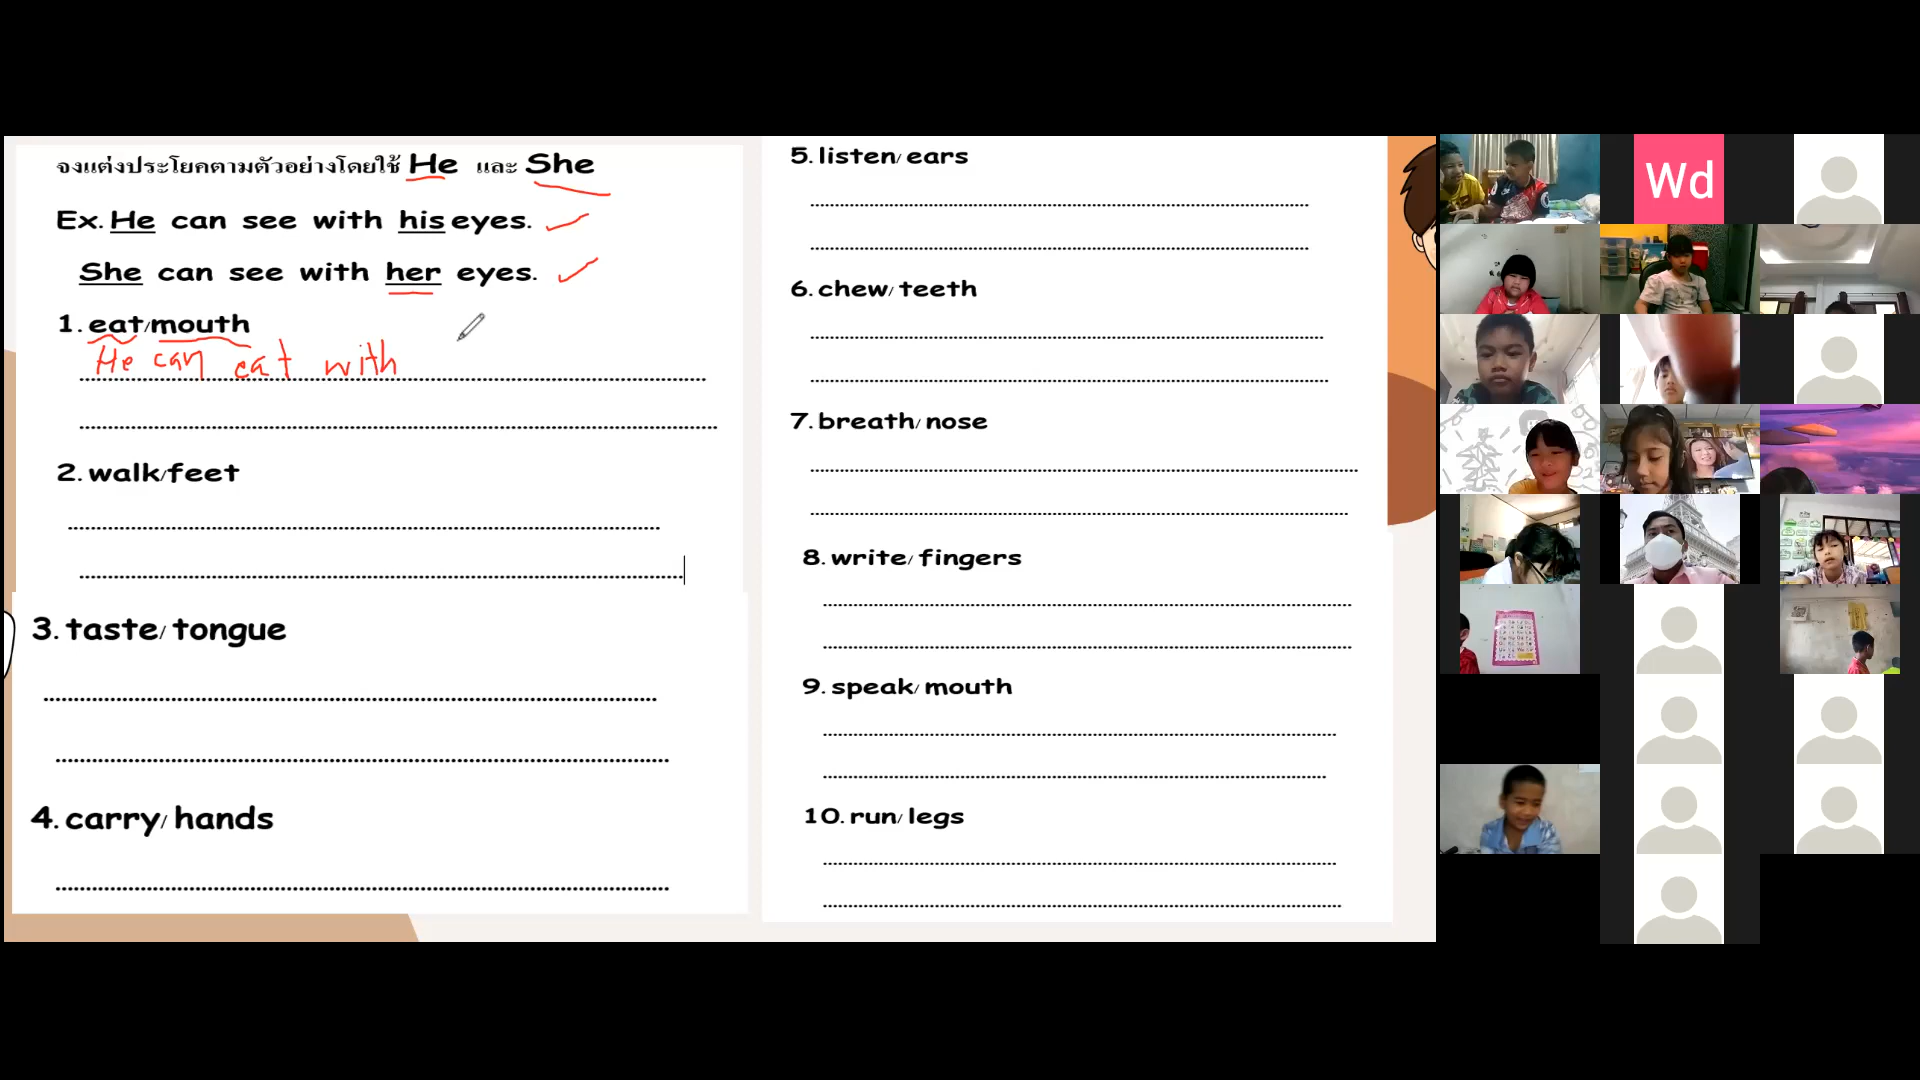 จงแต่งประโยคตามตัวอย่างโดยใช้ He และ She
Ex. He can see with his eyes.
She can see with her eyes.
1. eat/mouth
He can eat with
2. walk/feet
3. taste/ tongue
4. carry/ hands
5. listen/ ears
6. chew/ teeth
7. breath/ nose
8. write/ fingers
9. speak/ mouth
10. run/ legs
Wd